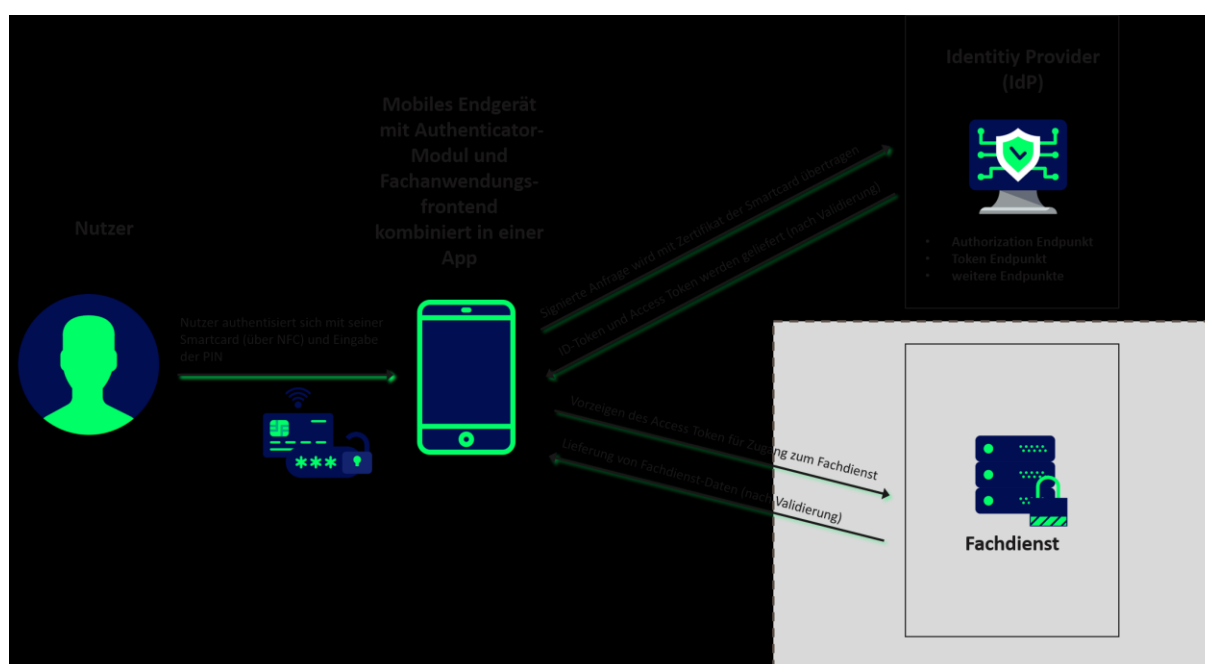 Identitiy Provider
(IdP)
Mobiles Endgerät
mit Authenticator-
Modul und
Fachanwendungs-
frontend
kombiniert in einer
App
Nutzer
Authorization Endpunkt
Token Endpunkt
weitere Endpunkte
Nutzer authentisiert sich mit seiner
Smartcard (über NFC) und Eingabe
der PIN
Signierte Anfrage wird mit Zertifikat der Smartcard übertragen
ID-Token und Access Token werden geliefert (nach Validierung)
Vorzeigen des Access Token für Zugang zum Fachdienst
Lieferung von Fachdienst-Daten (nach Validierung)
***
Fachdienst